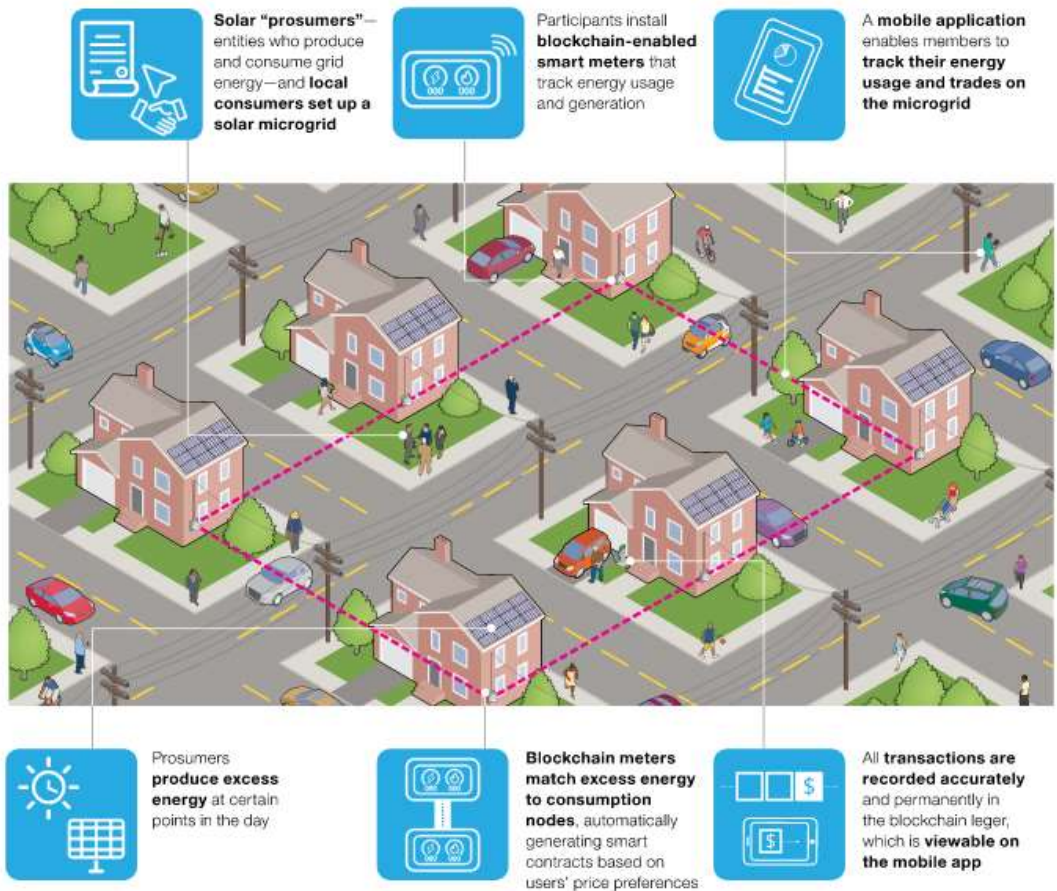 Solar “prosumers”—
entities who produce
and consume grid
energy—and local
consumers set up a
solar microgrid
Participants install
blockchain-enabled
smart meters that
track energy usage
and generation
A mobile application
enables members to
track their energy
usage and trades on
the microgrid
Prosumers
produce excess
energy at certain
points in the day
Blockchain meters
match excess energy
to consumption
nodes, automatically
generating smart
contracts based on
users’ price preferences
$
$
All transactions are
recorded accurately
and permanently in
the blockchain leger,
which is viewable on
the mobile app